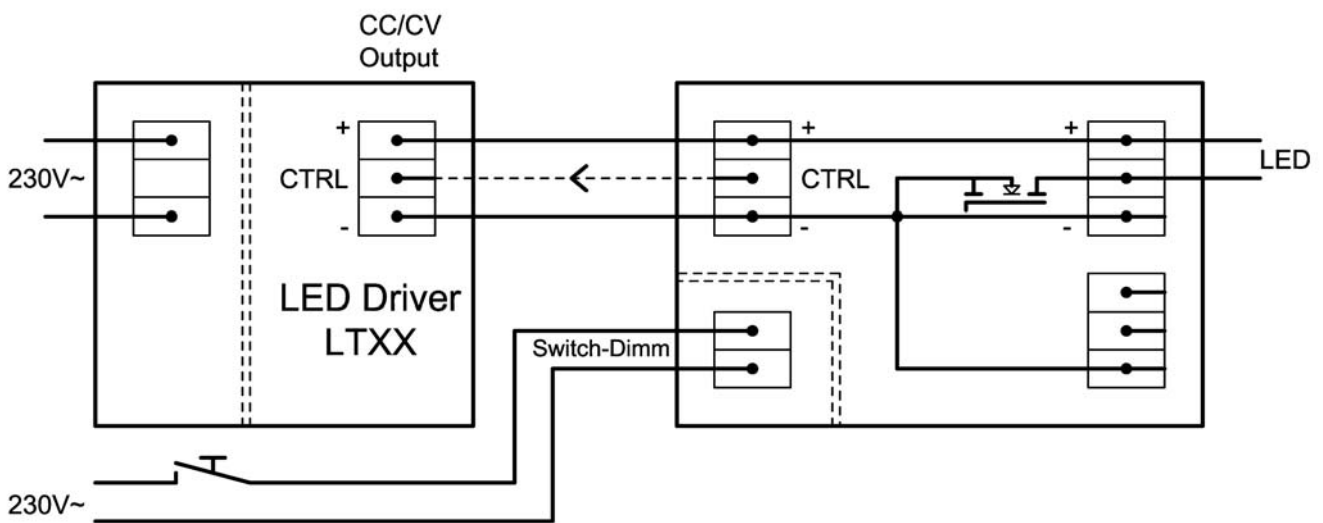 CC/CV
Output
+
+
+
230V~
CTRL
CTRL
LED
-
-
-
LED Driver
LTXX
Switch-Dimm
230V~